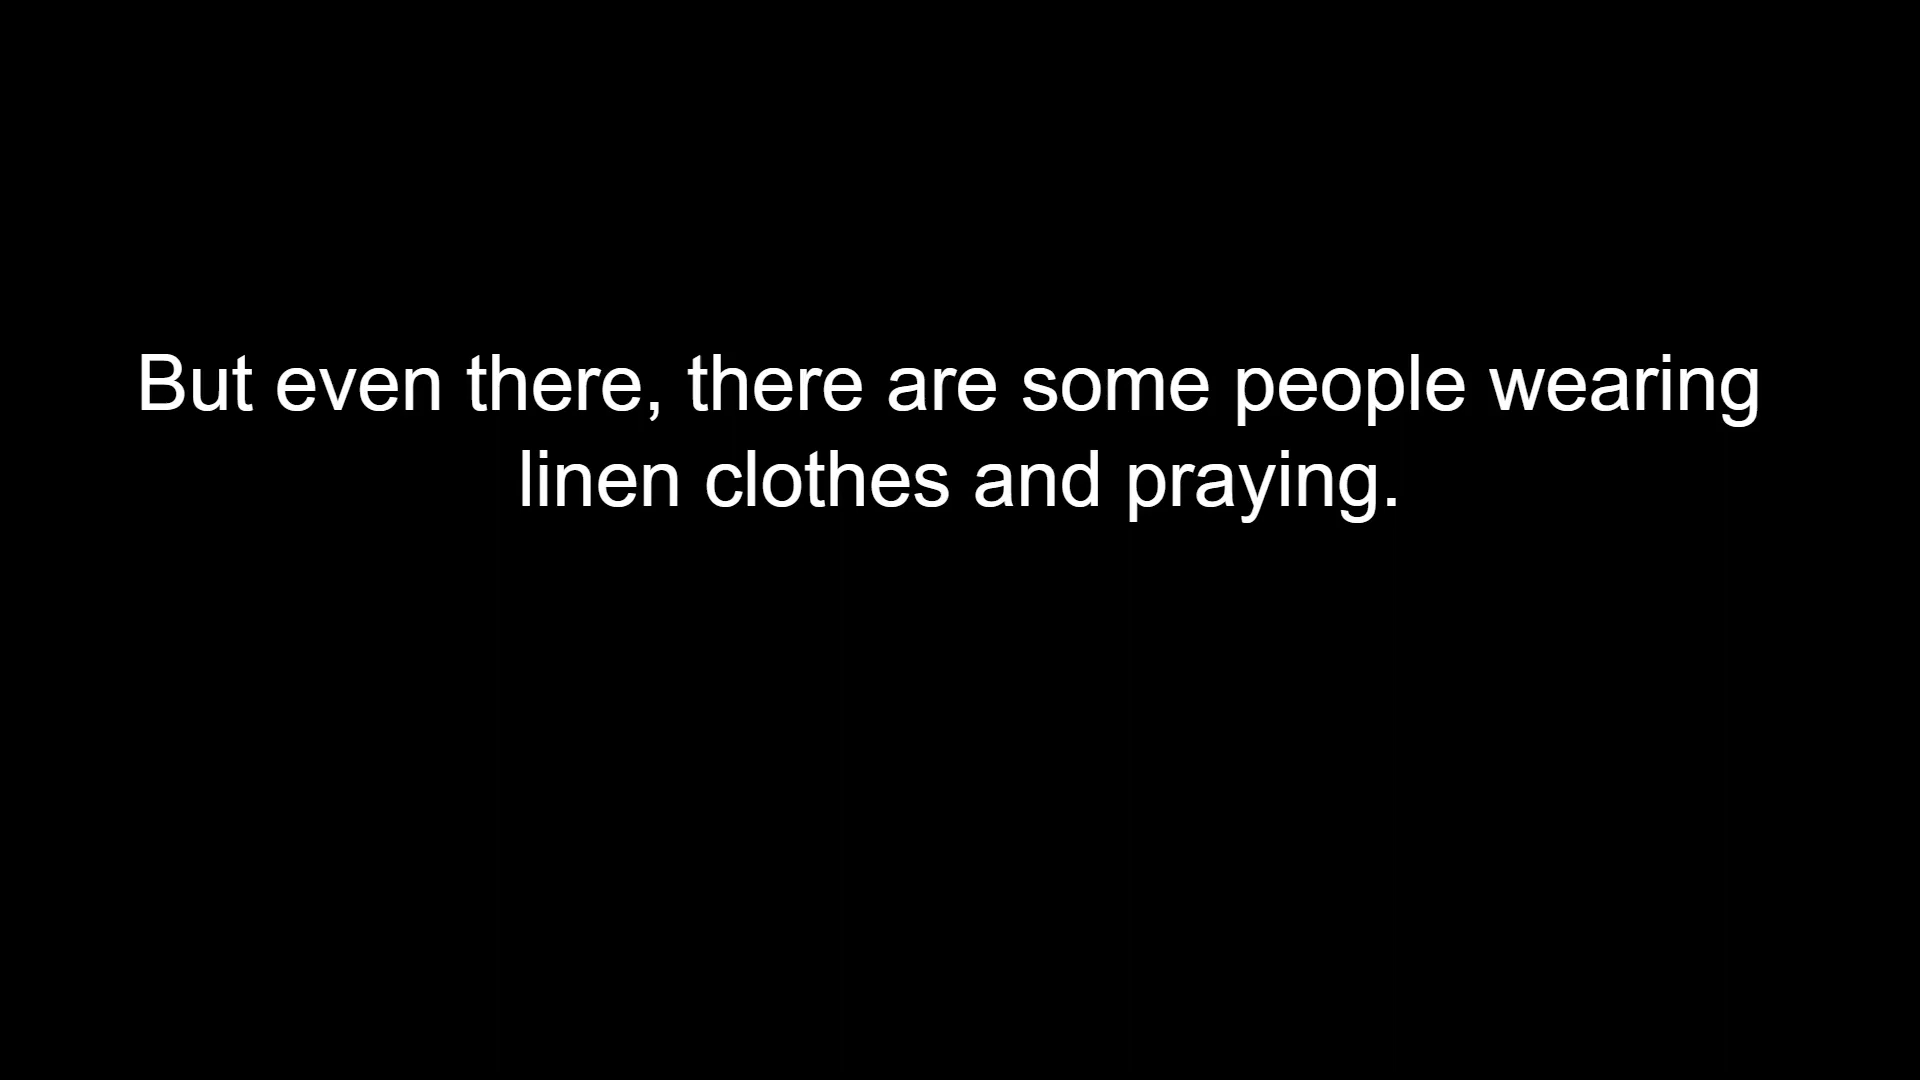 But even there, there are some people wearing
linen clothes and praying.